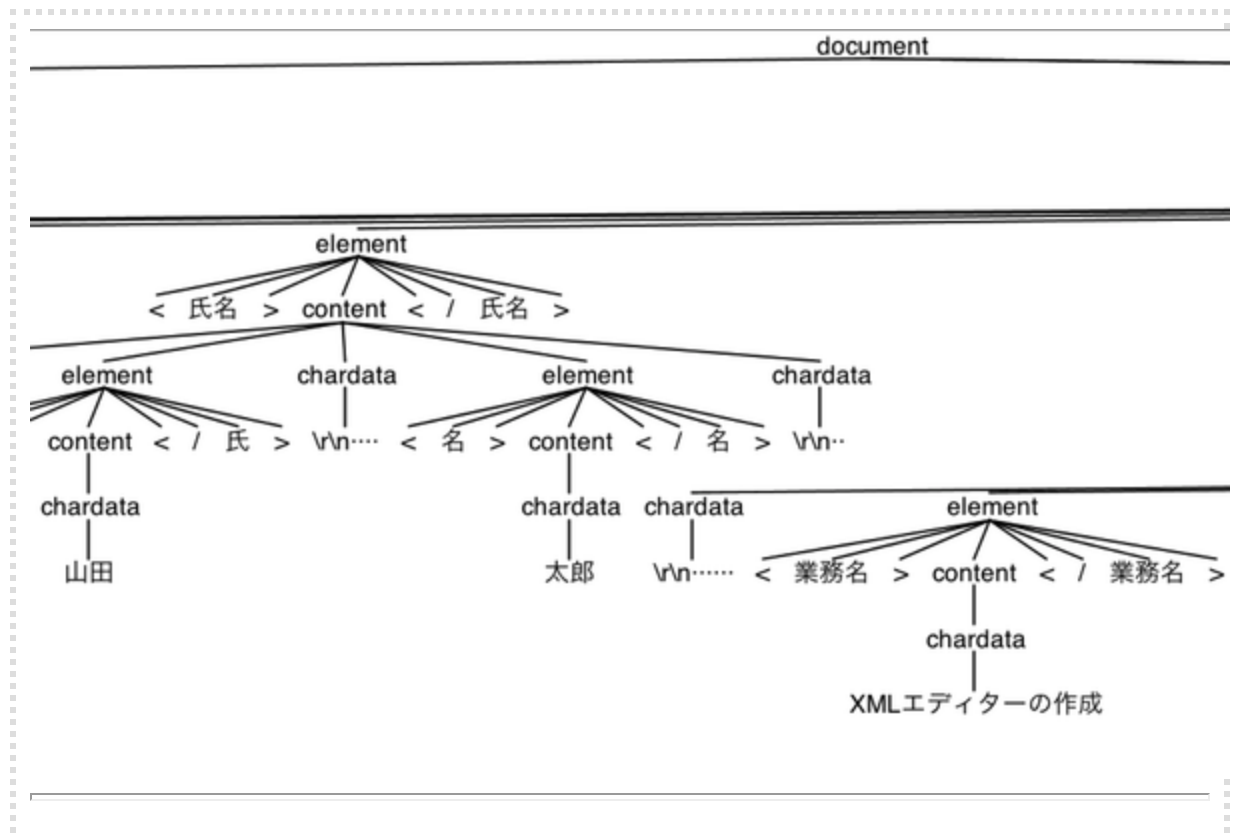 document
element
< 氏名 > content < / 氏名 >
element chardata element chardata
content < / 氏 > \r\n···· < 名 > content < / 名 > \r\n··
chardata chardata chardata element
山田 太郎 \r\n······ < 業務名 > content < / 業務名 >
chardata
XMLエディターの作成